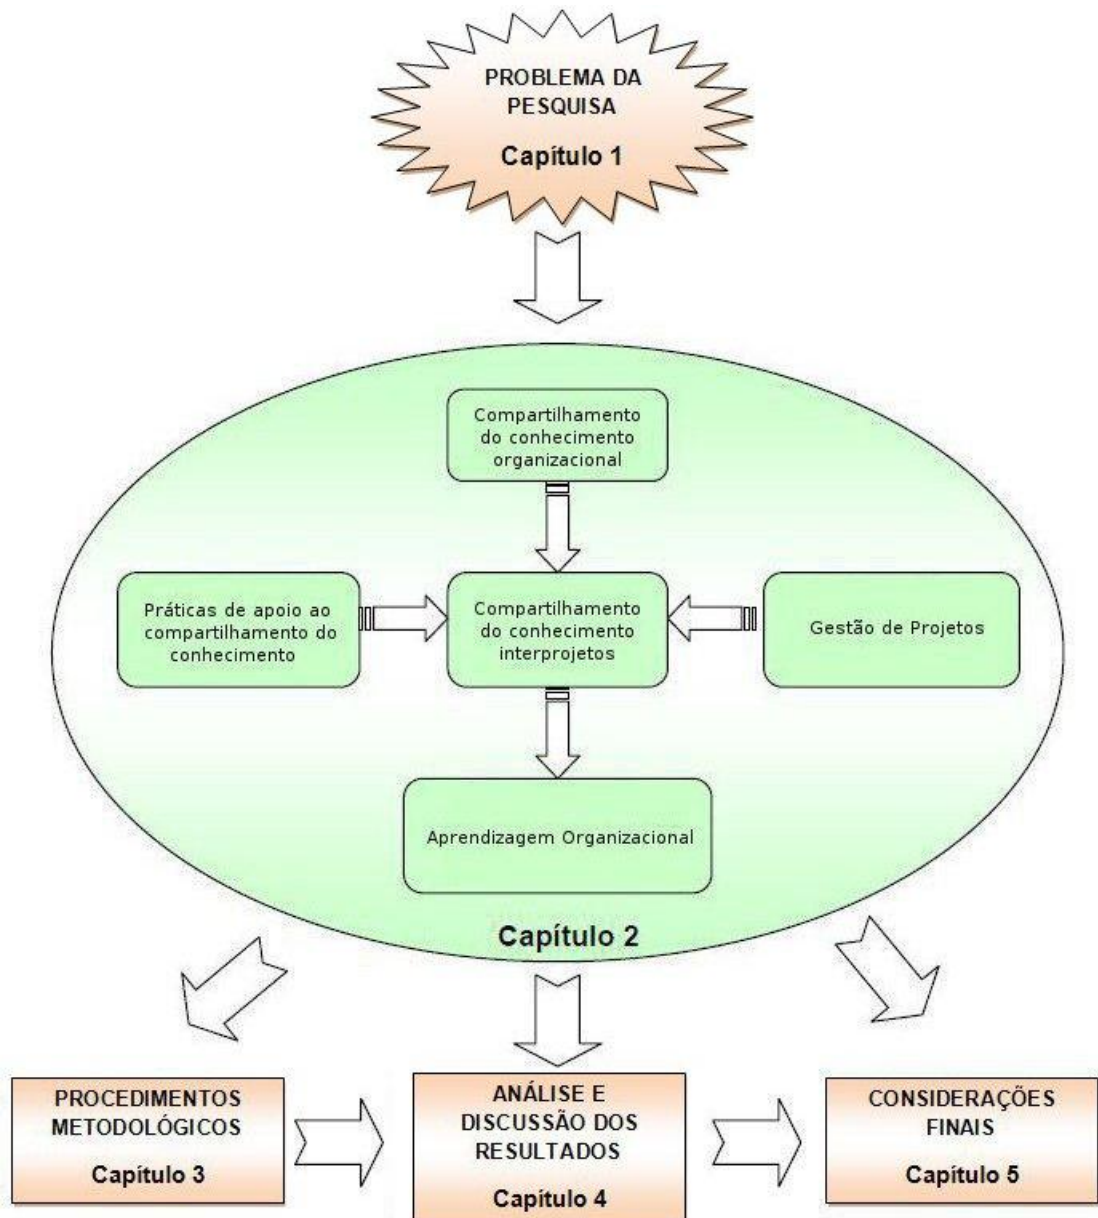 PROBLEMA DA
PESQUISA
Capítulo 1
Compartilhamento
do conhecimento
organizacional
Práticas de apoio ao
compartilhamento do
conhecimento
Compartilhamento
do conhecimento
interprojetos
Gestão de Projetos
Aprendizagem Organizacional
Capítulo 2
PROCEDIMENTOS
METODOLÓGICOS
Capítulo 3
ANÁLISE E
DISCUSSÃO DOS
RESULTADOS
Capítulo 4
CONSIDERAÇÕES
FINAIS
Capítulo 5